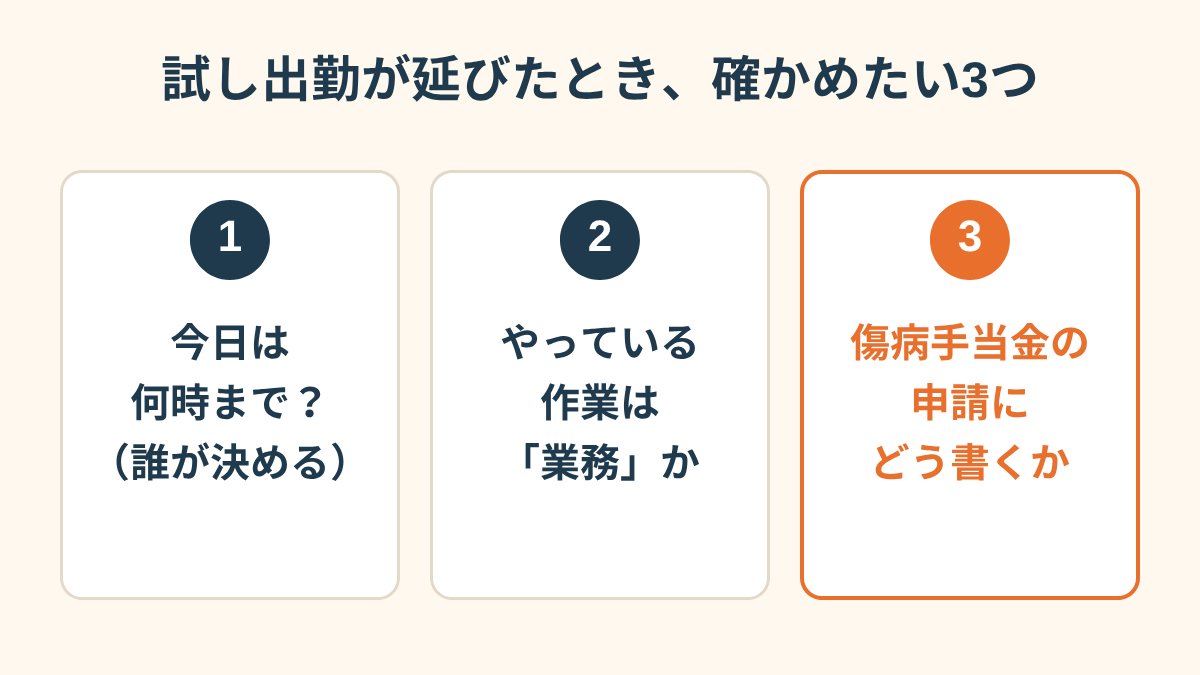 試し出勤が延びたとき、確かめたい3つ
1
今日は
何時まで？
（誰が決める）
2
やっている
作業は
「業務」か
3
傷病手当金の
申請に
どう書くか